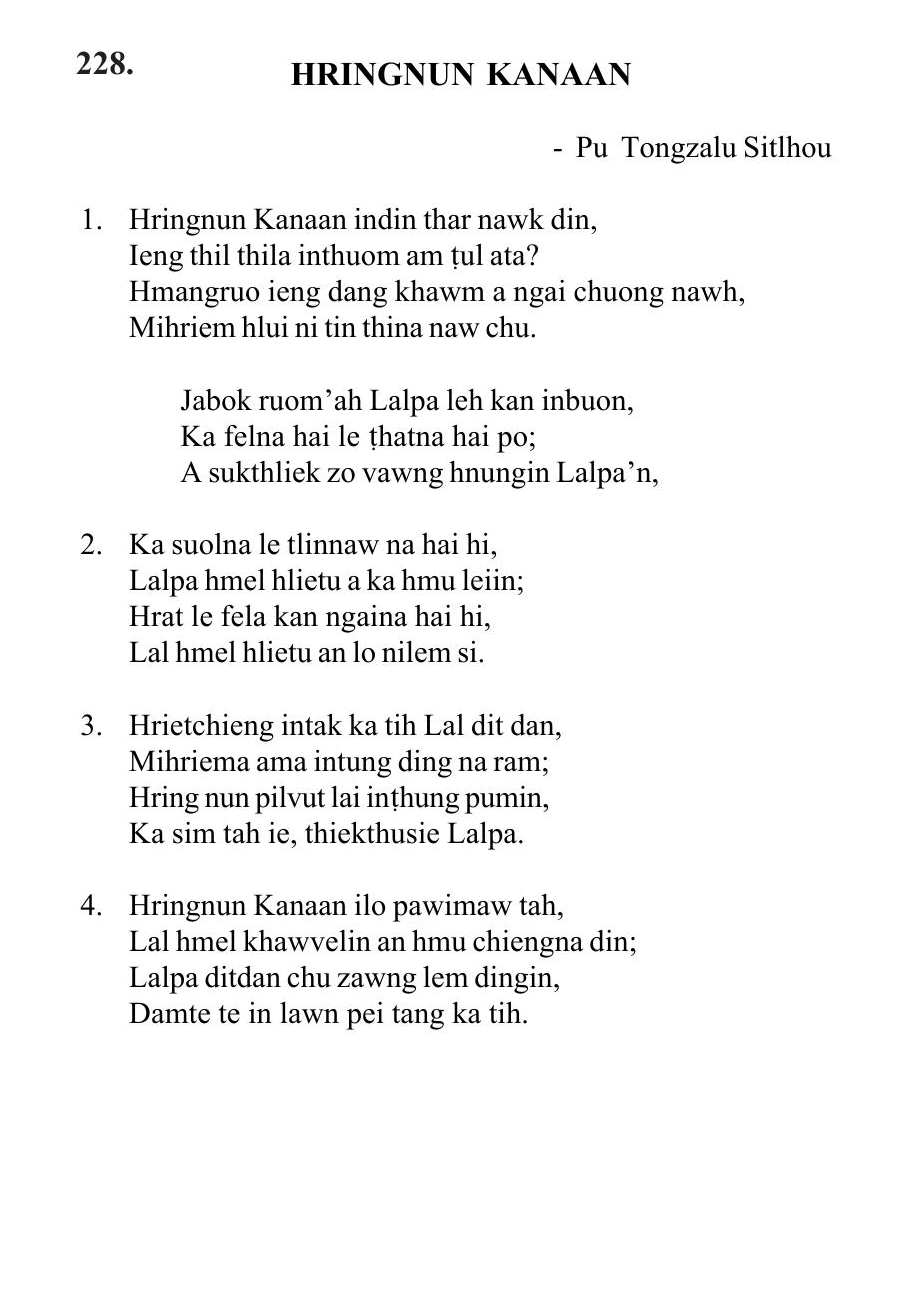 228.
HRINGNUN KANAAN
- Pu Tongzalu Sitlhou
1. Hringnun Kanaan indin thar nawk din,
Ieng thil thila inthuom am ṭul ata?
Hmangruo ieng dang khawm a ngai chuong nawh,
Mihriem hlui ni tin thina naw chu.
Jabok ruom’ah Lalpa leh kan inbuon,
Ka felna hai le ṭhatna hai po;
A sukthliek zo vawng hnungin Lalpa’n,
2. Ka suolna le tlinnaw na hai hi,
Lalpa hmel hlietu a ka hmu leiin;
Hrat le fela kan ngaina hai hi,
Lal hmel hlietu an lo nilem si.
3. Hrietchieng intak ka tih Lal dit dan,
Mihriema ama intung ding na ram;
Hring nun pilvut lai inṭhung pumin,
Ka sim tah ie, thiekthusie Lalpa.
4. Hringnun Kanaan ilo pawimaw tah,
Lal hmel khawvelin an hmu chiengna din;
Lalpa ditdan chu zawng lem dingin,
Damte te in lawn pei tang ka tih.